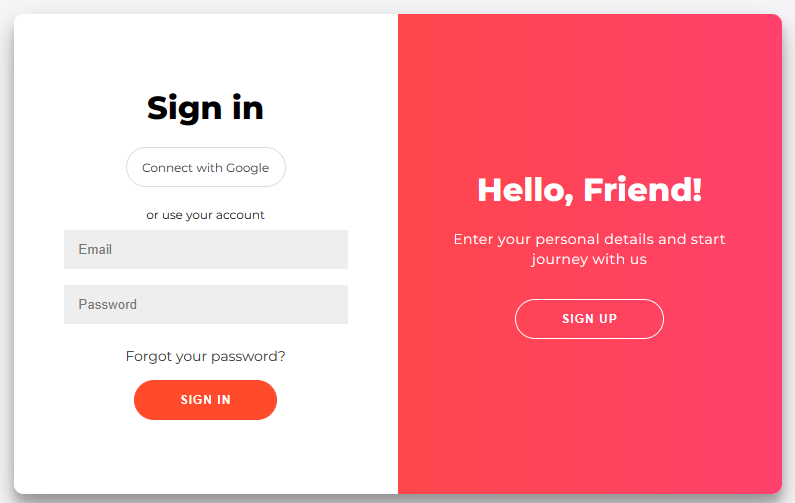 Sign in
Connect with Google
or use your account
Email
Password
Forgot your password?
SIGN IN
Hello, Friend!
Enter your personal details and start
journey with us
SIGN UP